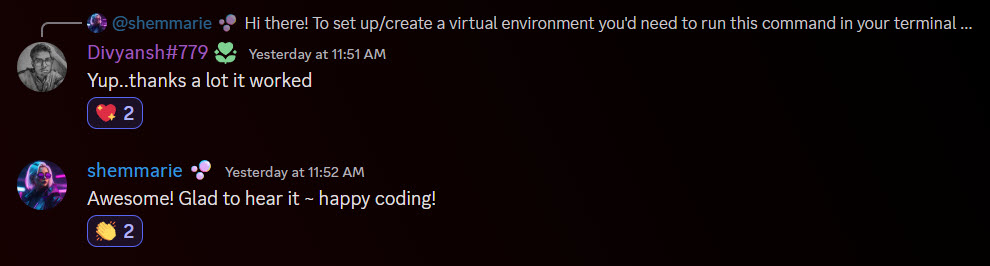 @shemmarie Hi there! To set up/create a virtual environment you'd need to run this command in your terminal ...
Divyansh#779 Yesterday at 11:51 AM
Yup..thanks a lot it worked
2
shemmarie Yesterday at 11:52 AM
Awesome! Glad to hear it ~ happy coding!
2